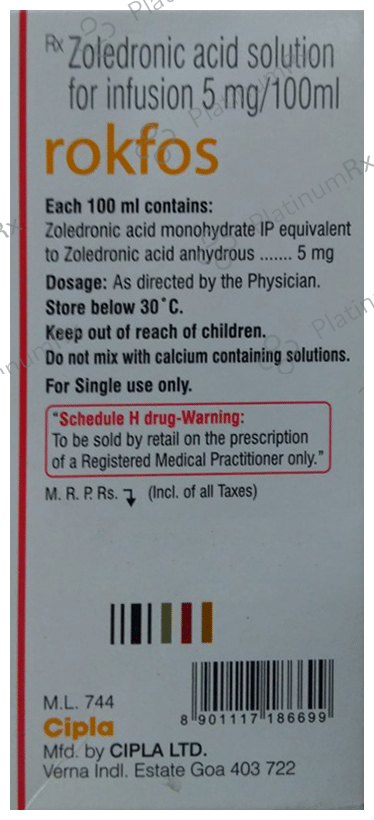 Rx Zoledronic acid solution
for infusion 5 mg/100ml
rokfos
Each 100 ml contains:
Zoledronic acid monohydrate IP equivalent
to Zoledronic acid anhydrous ....... 5 mg
Dosage: As directed by the Physician.
Store below 30˚C.
Keep out of reach of children.
Do not mix with calcium containing solutions.
For Single use only.
"Schedule H drug-Warning:
To be sold by retail on the prescription
of a Registered Medical Practitioner only."
M. R. P. Rs. (Incl. of all Taxes)
8 901117 186699
M.L. 744
Cipla
Mfd. by CIPLA LTD.
Verna Indl. Estate Goa 403 722
PlatinumRx
PlatinumRx